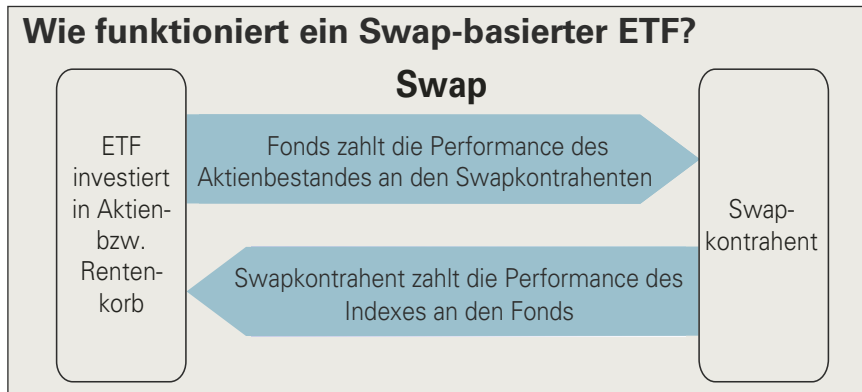 Wie funktioniert ein Swap-basierter ETF?
Swap
ETF
investiert
in Aktien-
bzw.
Renten-
korb
Fonds zahlt die Performance des
Aktienbestandes an den Swapkontrahenten
Swapkontrahent zahlt die Performance des
Indexes an den Fonds
Swap-
kontrahent